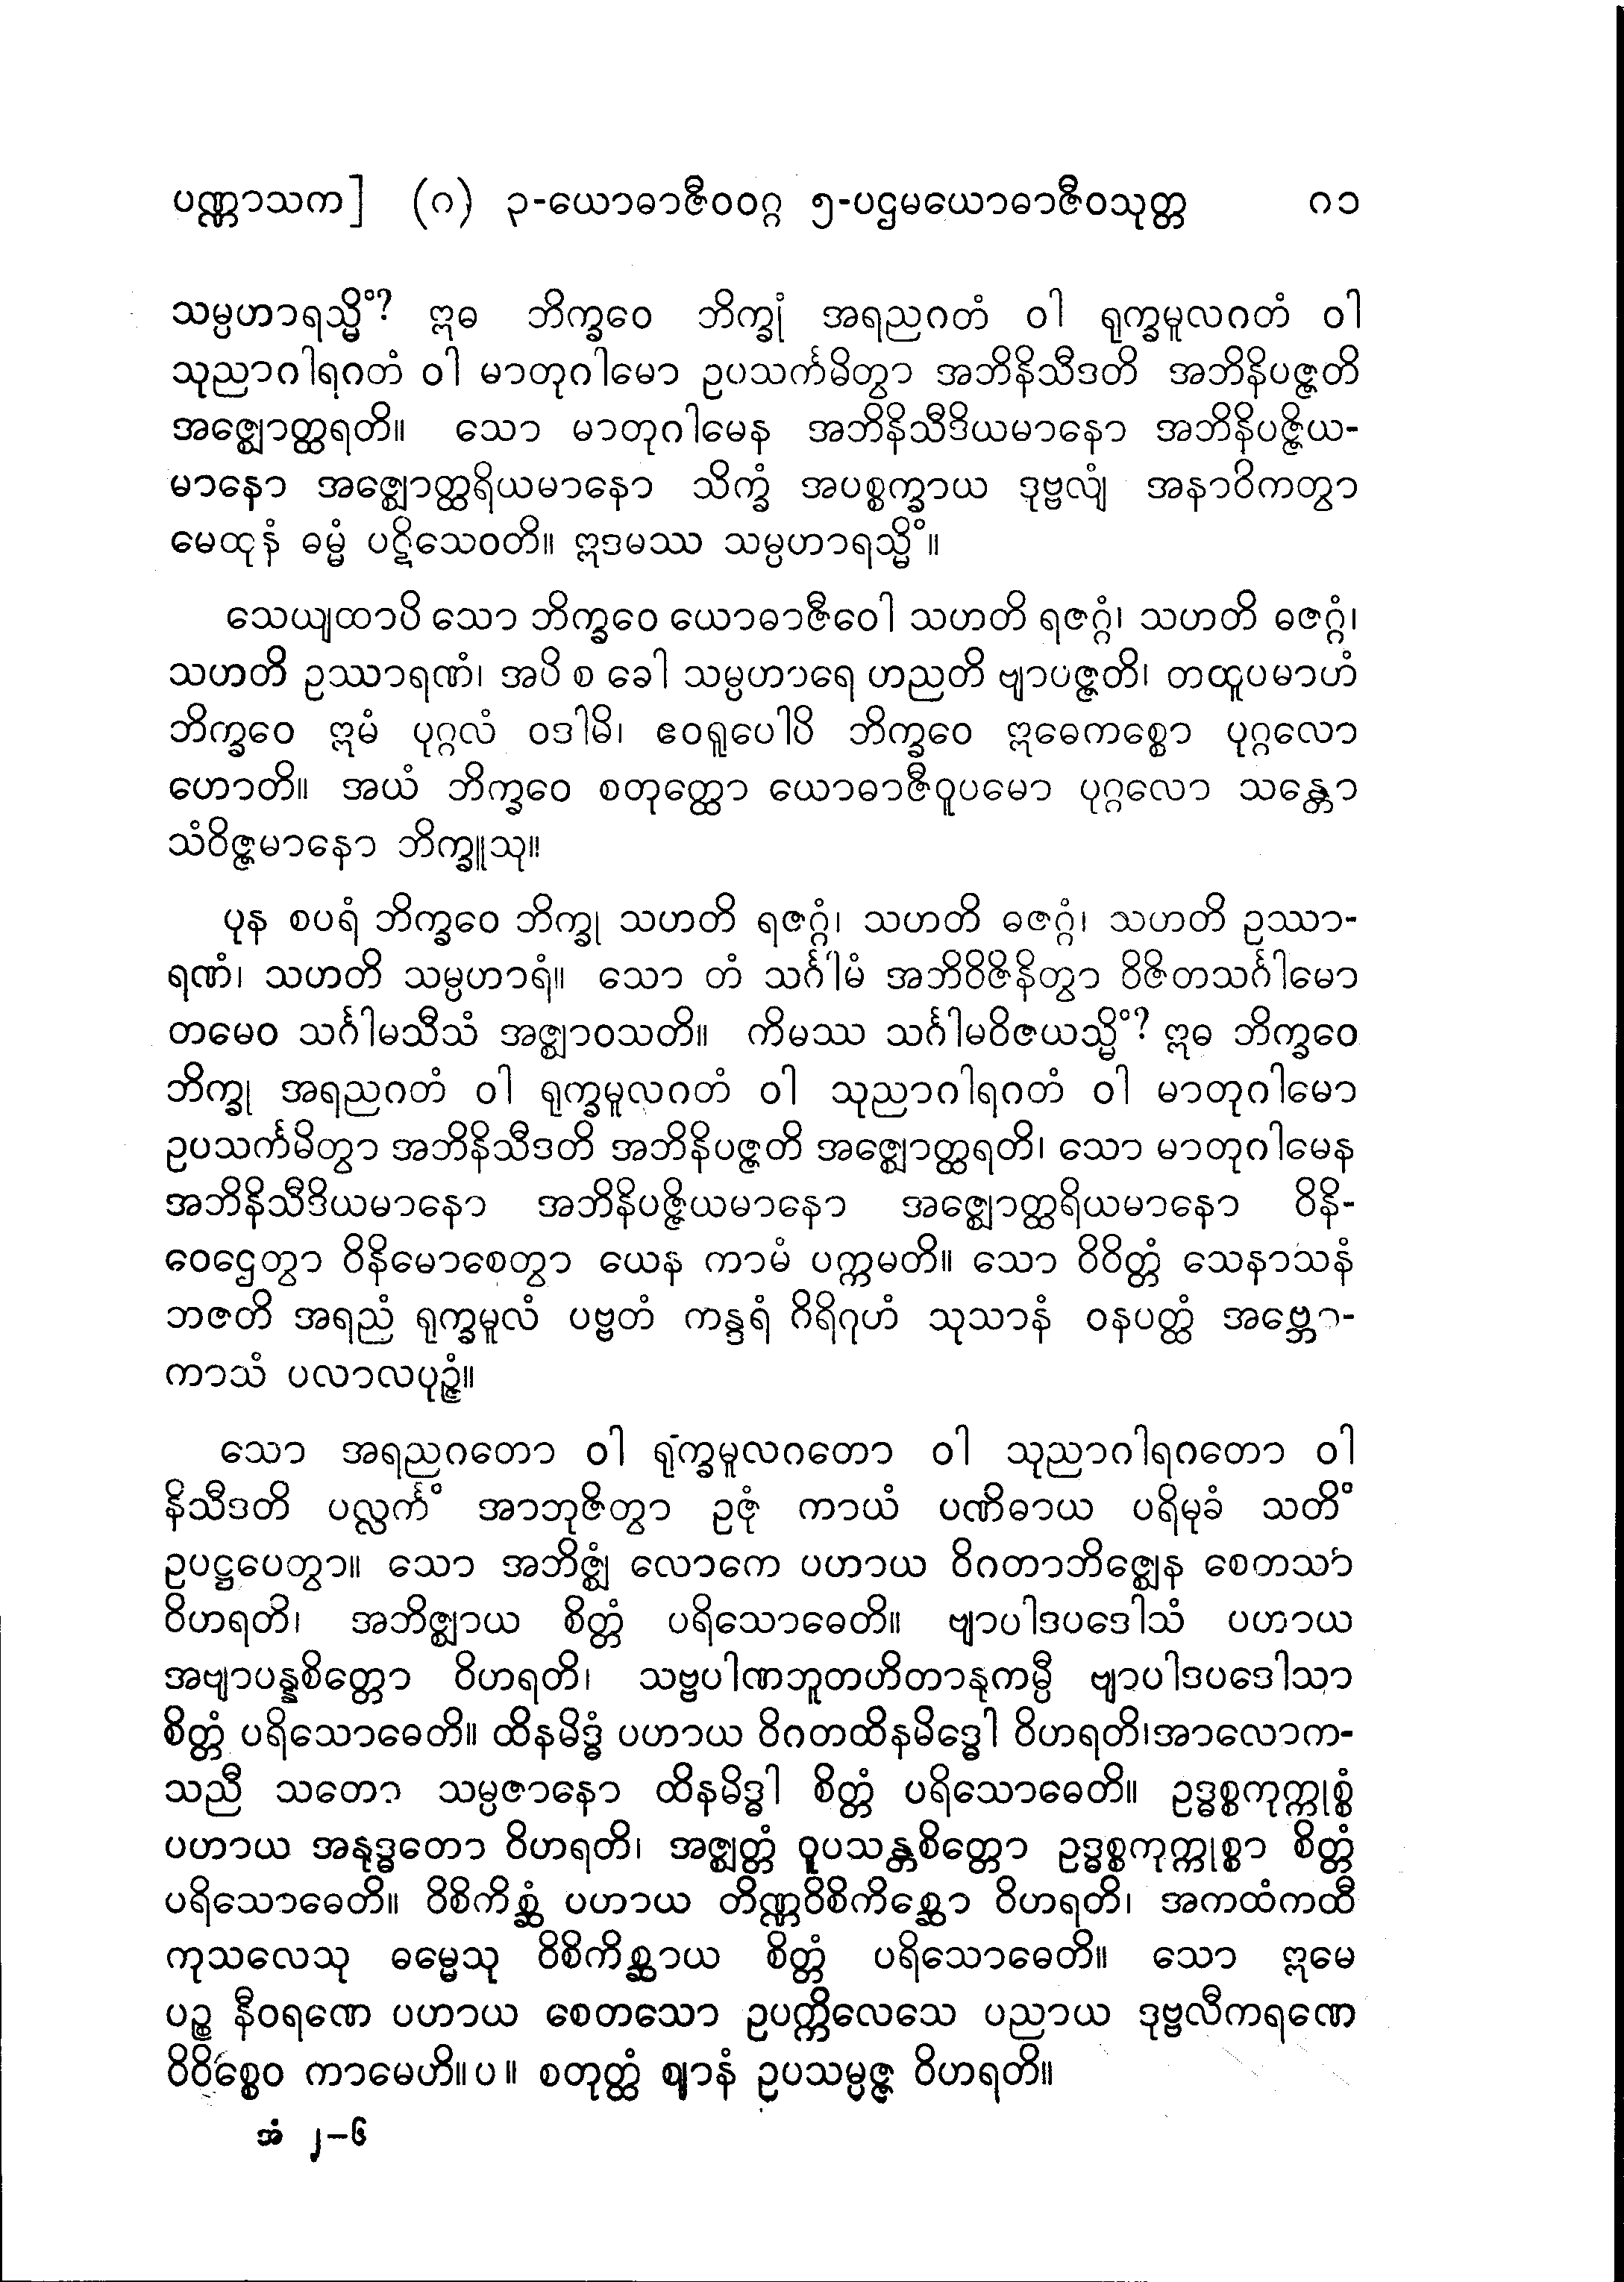 ပဏ္ဏာသက] (၈) ၃-ယောဓာဇီဝဝဂ္ဂ ၅-ပဌမယောဓာဇီဝသုတ္တ ၈၁
သမ္ပဟာရသ္မိံ? ဣဓ ဘိက္ခဝေ ဘိက္ခုံ အရညဂတံ ဝါ ရုက္ခမူလဂတံ ဝါ
သုညာဂါရဂတံ ဝါ မာတုဂါမော ဥပသင်္ကမိတွာ အဘိနိသီဒတိ အဘိနိပဇ္ဇတိ
အဇ္ဈောတ္ထရတိ။ သော မာတုဂါမေန အဘိနိသီဒိယမာနော အဘိနိပဇ္ဇိယ-
မာနော အဇ္ဈောတ္ထရိယမာနော သိက္ခံ အပစ္စက္ခာယ ဒုဗ္ဗလျံ အနာဝိကတွာ
မေထုနံ ဓမ္မံ ပဋိသေဝတိ။ ဣဒမဿ သမ္ပဟာရသ္မိံ။
သေယျထာပိ သော ဘိက္ခဝေ ယောဓာဇီဝေါ သဟတိ ရဇဂ္ဂံ၊ သဟတိ ဓဇဂ္ဂံ၊
သဟတိ ဥဿာရဏံ၊ အပိ စ ခေါ သမ္ပဟာရေ ဟညတိ ဗျာပဇ္ဇတိ၊ တထူပမာဟံ
ဘိက္ခဝေ ဣမံ ပုဂ္ဂလံ ဝဒါမိ၊ ဧဝရူပေါပိ ဘိက္ခဝေ ဣဓေကစ္စော ပုဂ္ဂလော
ဟောတိ။ အယံ ဘိက္ခဝေ စတုတ္ထော ယောဓာဇီဝူပမော ပုဂ္ဂလော သန္တော
သံဝိဇ္ဇမာနော ဘိက္ခူသု။
ပုန စပရံ ဘိက္ခဝေ ဘိက္ခု သဟတိ ရဇဂ္ဂံ၊ သဟတိ ဓဇဂ္ဂံ၊ သဟတိ ဥဿာ-
ရဏံ၊ သဟတိ သမ္ပဟာရံ။ သော တံ သင်္ဂါမံ အဘိဝိဇိနိတွာ ဝိဇိတသင်္ဂါမော
တမေဝ သင်္ဂါမသီသံ အဇ္ဈာဝသတိ။ ကိမဿ သင်္ဂါမဝိဇယသ္မိံ? ဣဓ ဘိက္ခဝေ
ဘိက္ခု အရညဂတံ ဝါ ရုက္ခမူလဂတံ ဝါ သုညာဂါရဂတံ ဝါ မာတုဂါမော
ဥပသင်္ကမိတွာ အဘိနိသီဒတိ အဘိနိပဇ္ဇတိ အဇ္ဈောတ္ထရတိ၊ သော မာတုဂါမေန
အဘိနိသီဒိယမာနော အဘိနိပဇ္ဇိယမာနော အဇ္ဈောတ္ထရိယမာနော ဝိနိ-
ဝေဌေတွာ ဝိနိမောစေတွာ ယေန ကာမံ ပက္ကမတိ။ သော ဝိဝိတ္တံ သေနာသနံ
ဘဇတိ အရညံ ရုက္ခမူလံ ပဗ္ဗတံ ကန္ဒရံ ဂိရိဂုဟံ သုသာနံ ဝနပတ္ထံ အဗ္ဘော-
ကာသံ ပလာလပုဉ္ဇံ။
သော အရညဂတော ဝါ ရုက္ခမူလဂတော ဝါ သုညာဂါရဂတော ဝါ
နိသီဒတိ ပလ္လင်္ကံ အာဘုဇိတွာ ဥဇုံ ကာယံ ပဏိဓာယ ပရိမုခံ သတိံ
ဥပဋ္ဌပေတွာ။ သော အဘိဇ္ဈံ လောကေ ပဟာယ ဝိဂတာဘိဇ္ဈေန စေတသာ
ဝိဟရတိ၊ အဘိဇ္ဈာယ စိတ္တံ ပရိသောဓေတိ။ ဗျာပါဒပဒေါသံ ပဟာယ
အဗျာပန္နစိတ္တော ဝိဟရတိ၊ သဗ္ဗပါဏဘူတဟိတာနုကမ္ပီ ဗျာပါဒပဒေါသာ
စိတ္တံ ပရိသောဓေတိ။ ထိနမိဒ္ဓံ ပဟာယ ဝိဂတထိနမိဒ္ဓေါ ဝိဟရတိ၊အာလောက-
သညီ သတော သမ္ပဇာနော ထိနမိဒ္ဓါ စိတ္တံ ပရိသောဓေတိ။ ဥဒ္ဓစ္စကုက္ကုစ္စံ
ပဟာယ အနုဒ္ဓတော ဝိဟရတိ၊ အဇ္ဈတ္တံ ဝူပသန္တစိတ္တော ဥဒ္ဓစ္စကုက္ကုစ္စာ စိတ္တံ
ပရိသောဓေတိ။ ဝိစိကိစ္ဆံ ပဟာယ တိဏ္ဏဝိစိကိစ္ဆော ဝိဟရတိ၊ အကထံကထီ
ကုသလေသု ဓမ္မေသု ဝိစိကိစ္ဆာယ စိတ္တံ ပရိသောဓေတိ။ သော ဣမေ
ပဉ္စ နီဝရဏေ ပဟာယ စေတသော ဥပက္ကိလေသေ ပညာယ ဒုဗ္ဗလီကရဏေ
ဝိဝိစ္စေဝ ကာမေဟိ။ပ။ စတုတ္ထံ ဈာနံ ဥပသမ္ပဇ္ဇ ဝိဟရတိ။
အံ ၂–၆